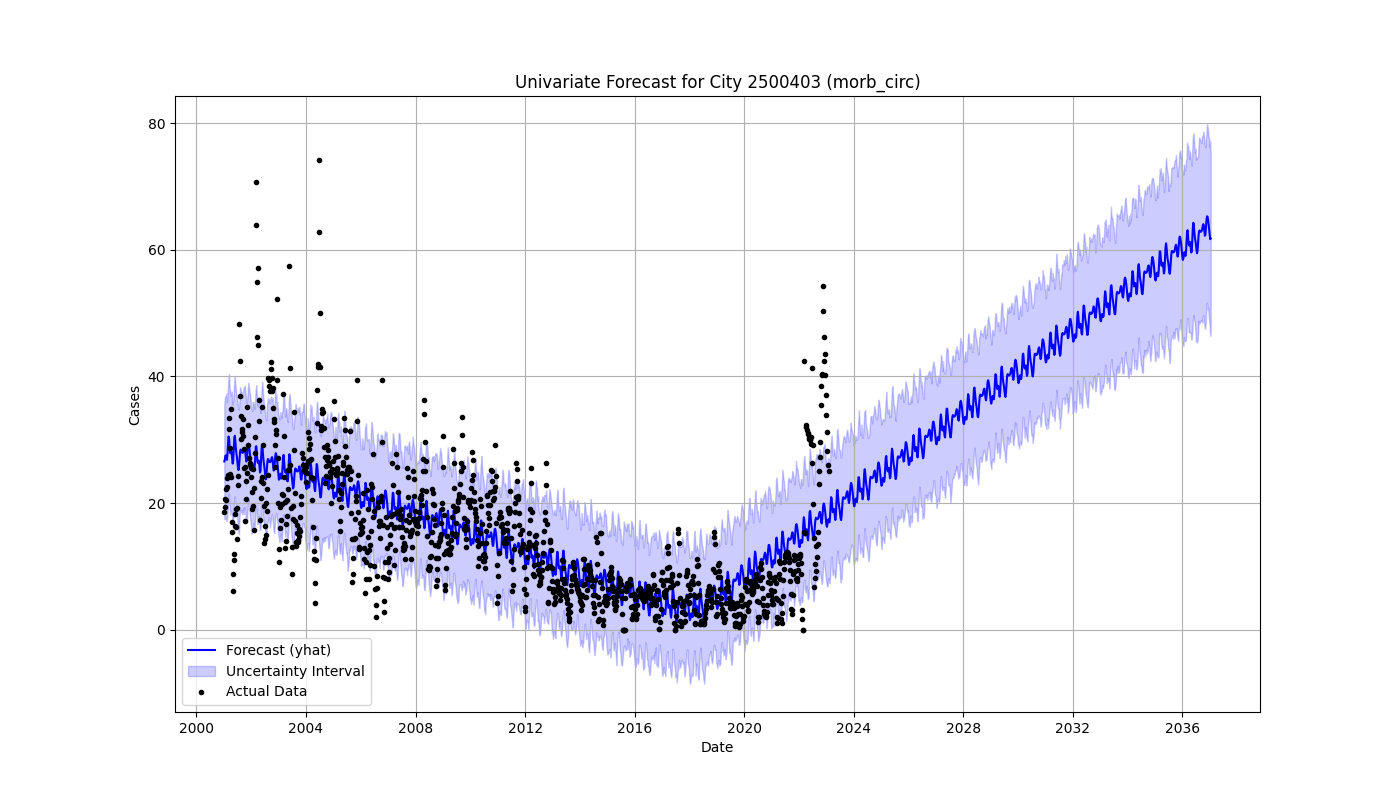 Univariate Forecast for City 2500403 (morb_circ)
80
60
40
20
0
Cases
Forecast (yhat)
Uncertainty Interval
Actual Data
2000 2004 2008 2012 2016 2020 2024 2028 2032 2036
Date